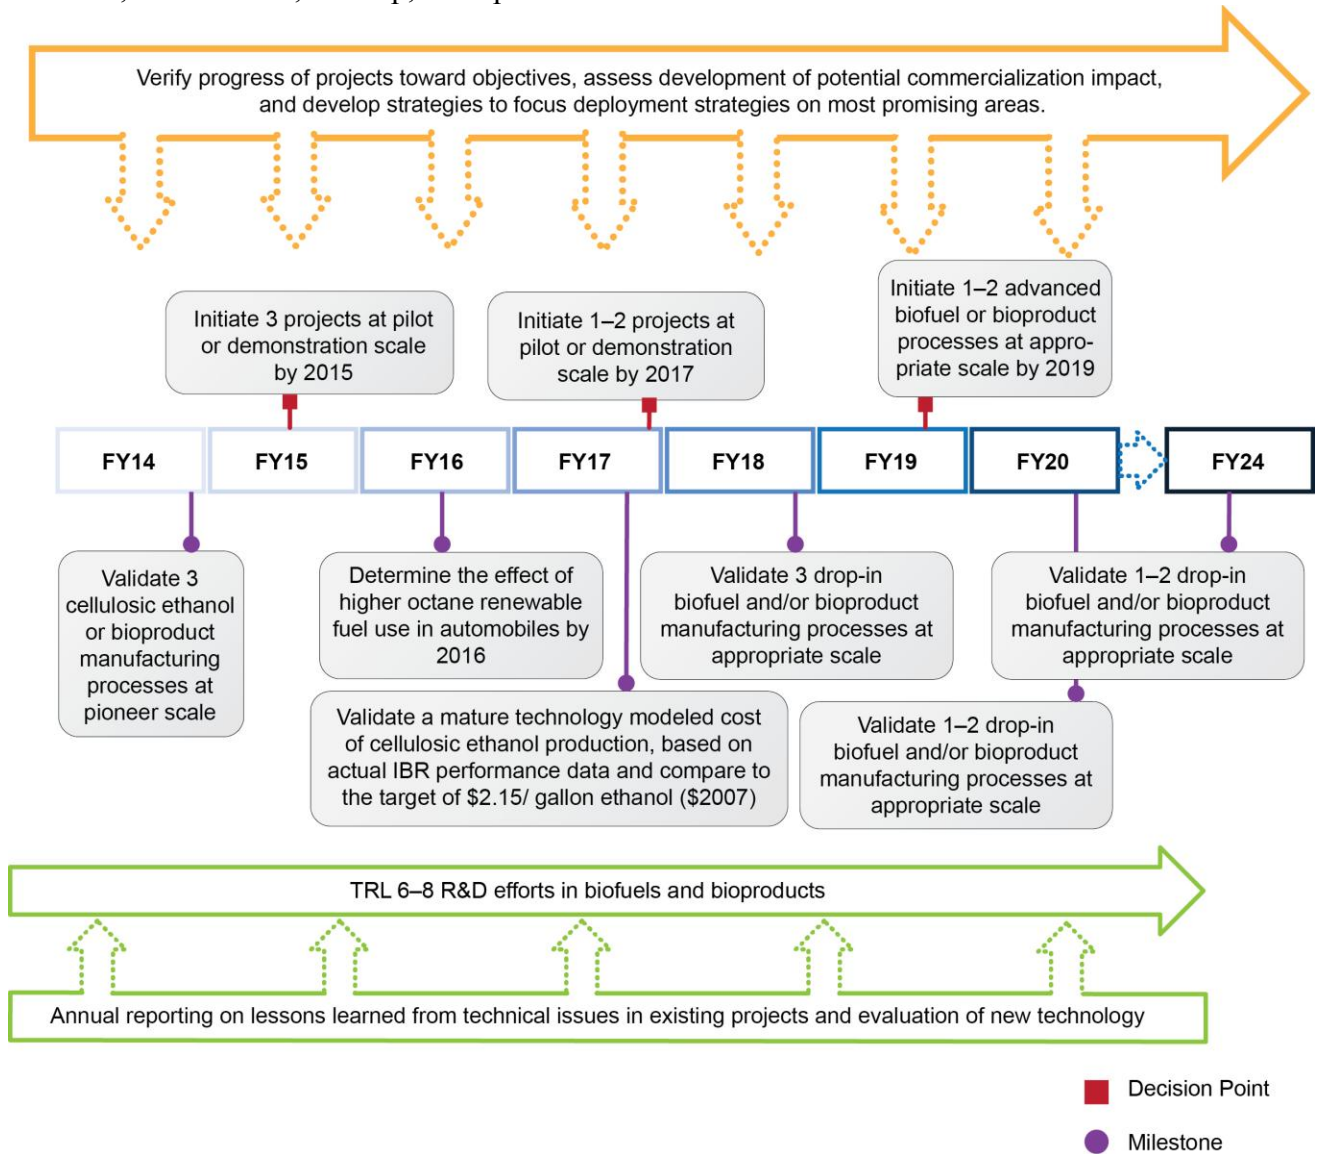 Verify progress of projects toward objectives, assess development of potential commercialization impact,
and develop strategies to focus deployment strategies on most promising areas.
Initiate 3 projects at pilot
or demonstration scale
by 2015
Initiate 1–2 projects at
pilot or demonstration
scale by 2017
Initiate 1–2 advanced
biofuel or bioproduct
processes at appro-
priate scale by 2019
FY14
FY15
FY16
FY17
FY18
FY19
FY20
FY24
Validate 3
cellulosic ethanol
or bioproduct
manufacturing
processes at
pioneer scale
Determine the effect of
higher octane renewable
fuel use in automobiles by
2016
Validate a mature technology modeled cost
of cellulosic ethanol production, based on
actual IBR performance data and compare to
the target of $2.15/ gallon ethanol ($2007)
Validate 3 drop-in
biofuel and/or bioproduct
manufacturing processes at
appropriate scale
Validate 1–2 drop-in
biofuel and/or bioproduct
manufacturing processes at
appropriate scale
Validate 1–2 drop-in
biofuel and/or bioproduct
manufacturing processes at
appropriate scale
TRL 6–8 R&D efforts in biofuels and bioproducts
Annual reporting on lessons learned from technical issues in existing projects and evaluation of new technology
Decision Point
Milestone